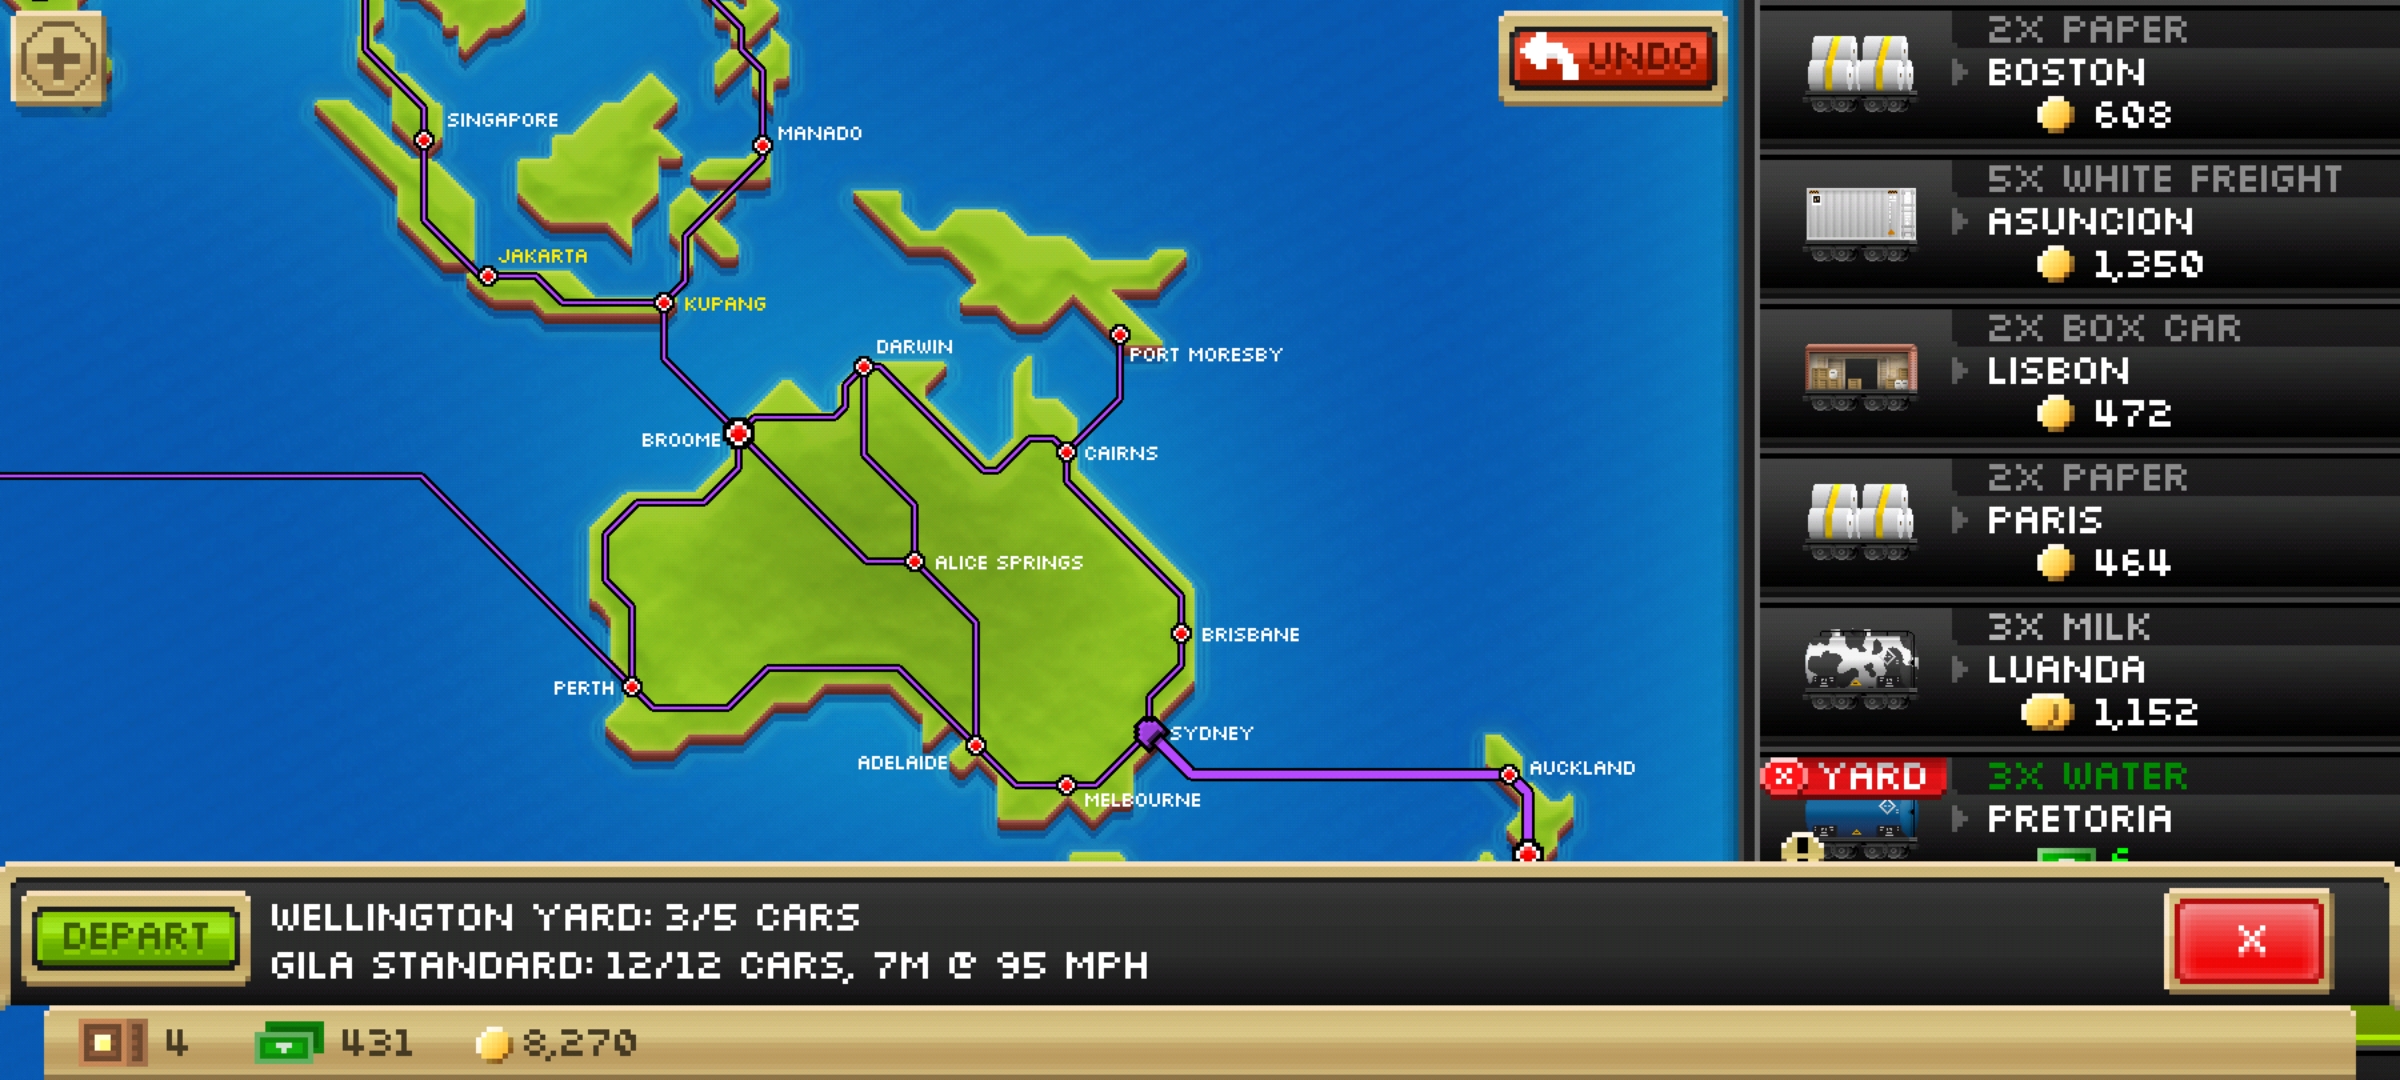 UNDO
SINGAPORE
MANADO
JAKARTA
KUPANG
DARWIN
PORT MORESBY
BROOME
CAIRNS
ALICE SPRINGS
BRISBANE
PERTH
SYDNEY
ADELAIDE
AUCKLAND
MELBOURNE
2X PAPER
BOSTON
608
5X WHITE FREIGHT
ASUNCION
1,350
2X BOX CAR
LISBON
472
2X PAPER
PARIS
464
3X MILK
LUANDA
1,152
X YARD
3X WATER
PRETORIA
DEPART
WELLINGTON YARD: 3/5 CARS
GILA STANDARD: 12/12 CARS, 7M @ 95 MPH
X
4
431
8,270